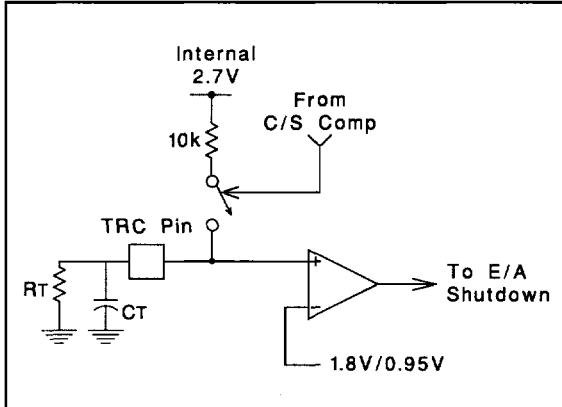 Internal
2.7V
From
C/S Comp
10k
TRC Pin
RT
CT
+
−
To E/A
Shutdown
1.8V/0.95V